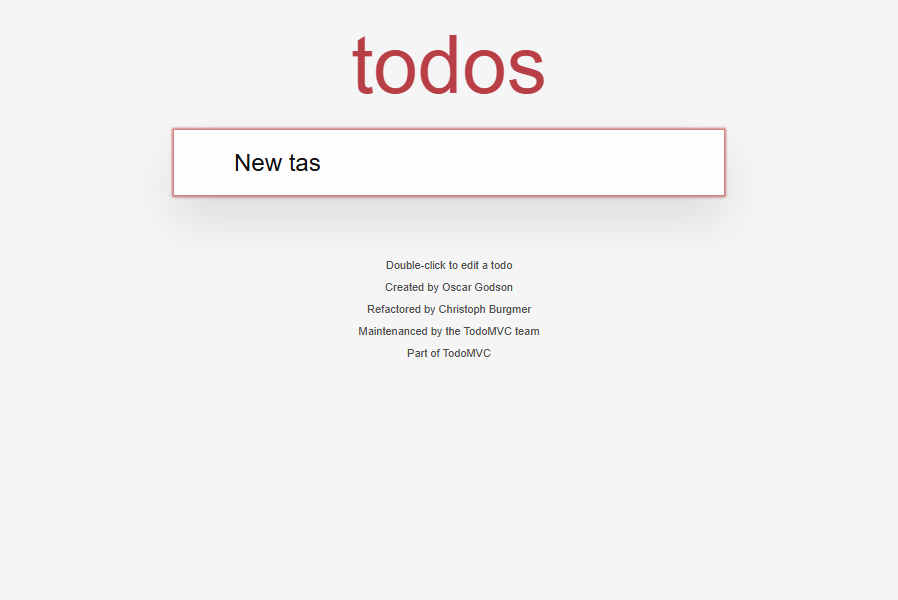 todos
New tas
Double-click to edit a todo
Created by Oscar Godson
Refactored by Christoph Burgmer
Maintenanced by the TodoMVC team
Part of TodoMVC